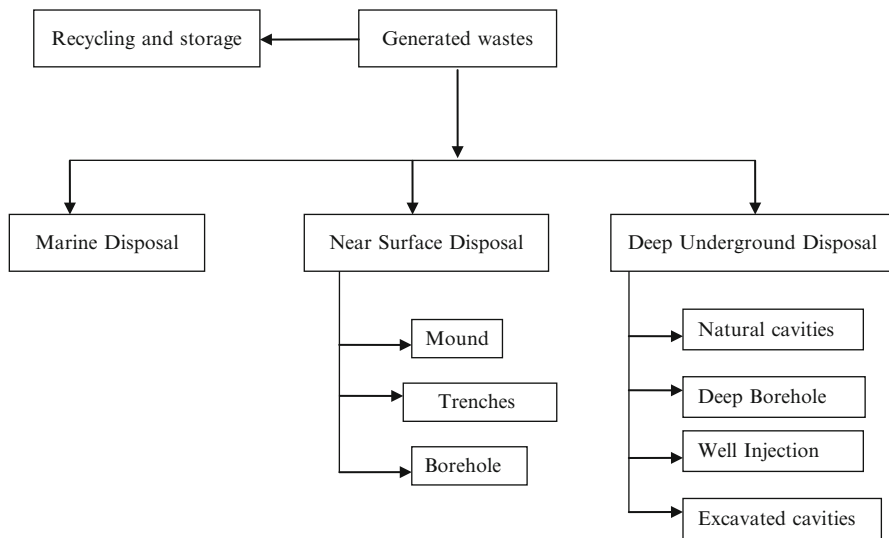 Recycling and storage
Generated wastes
Marine Disposal
Near Surface Disposal
Deep Underground Disposal
Mound
Trenches
Borehole
Natural cavities
Deep Borehole
Well Injection
Excavated cavities